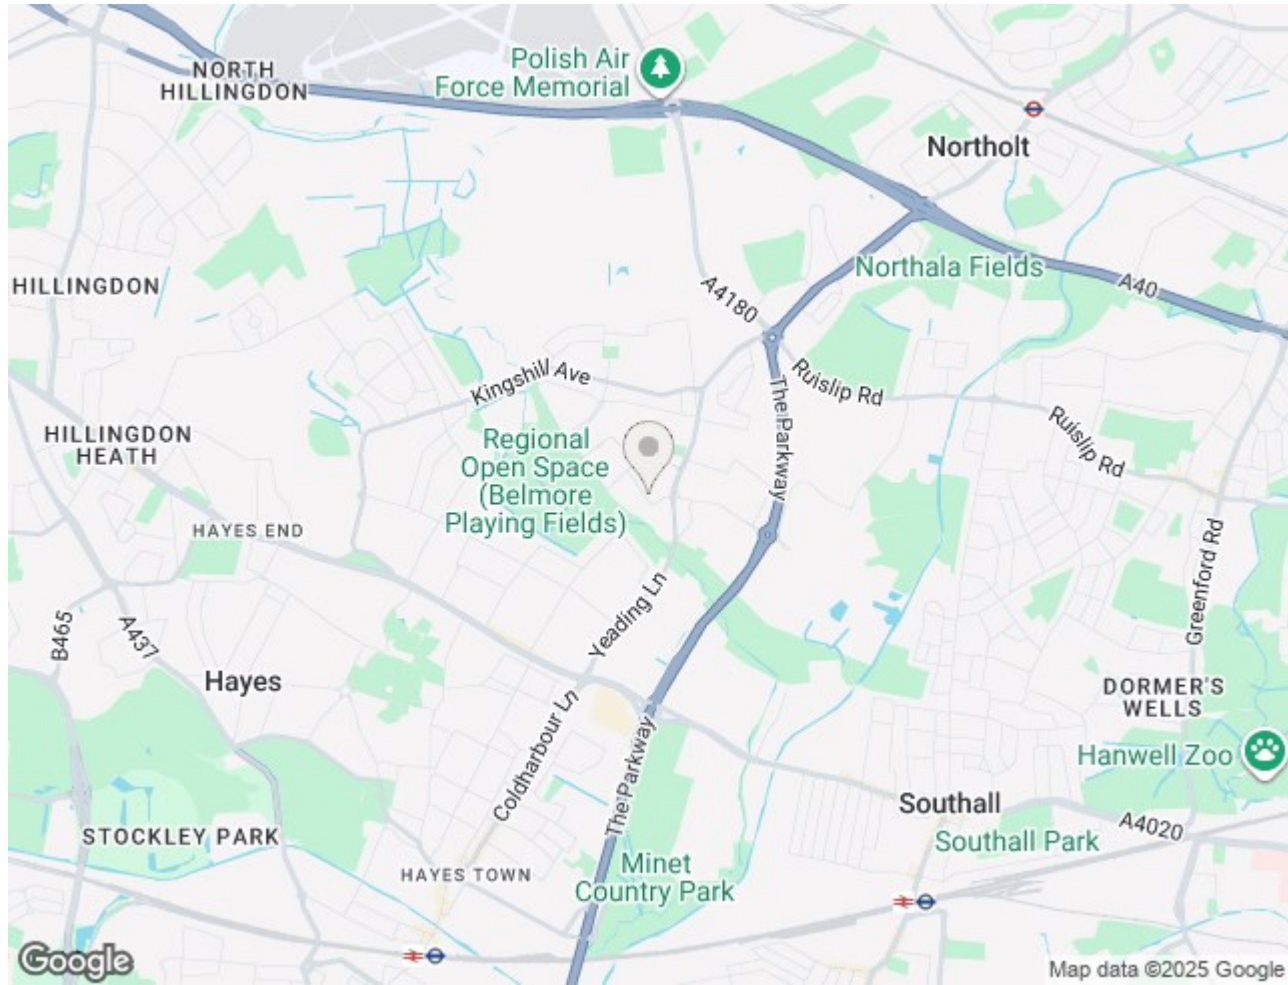 Polish Air
Force Memorial
NORTH
HILLINGDON
Northolt
Northala Fields
A40
HILLINGDON
A4180
Kingshill Ave
Ruislip Rd
The Parkway
Ruislip Rd
HILLINGDON
HEATH
Regional
Open Space
(Belmore
Playing Fields)
HAYES END
Greenford Rd
Yeading Ln
B465
A437
Hayes
DORMER'S
WELLS
Coldharbour Ln
The Parkway
Hanwell Zoo
Southall
A4020
STOCKLEY PARK
Southall Park
Minet
Country Park
HAYES TOWN
Google
Map data ©2025 Google